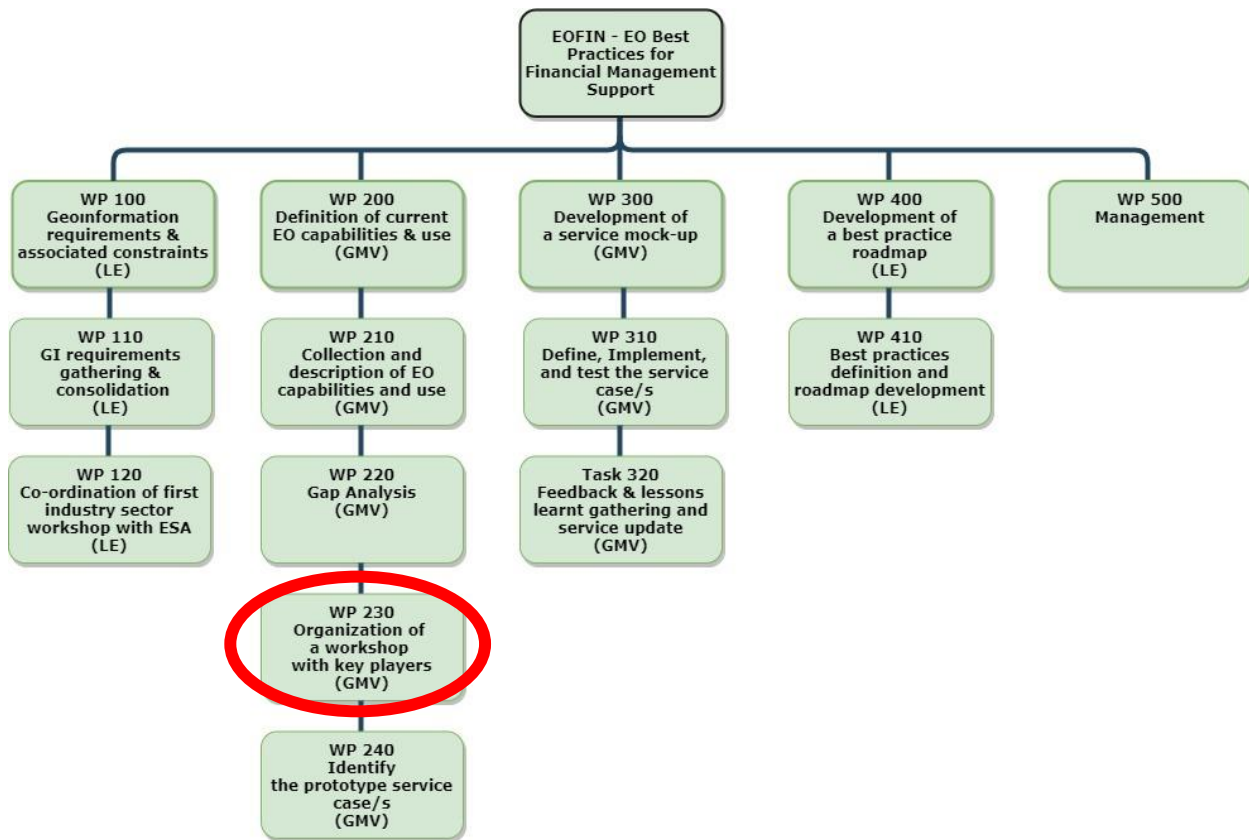 EOFIN - EO Best
Practices for
Financial Management
Support
WP 100
Geoinformation
requirements &
associated constraints
(LE)
WP 200
Definition of current
EO capabilities & use
(GMV)
WP 300
Development of
a service mock-up
(GMV)
WP 400
Development of
a best practice
roadmap
(LE)
WP 500
Management
WP 110
GI requirements
gathering &
consolidation
(LE)
WP 210
Collection and
description of EO
capabilities and use
(GMV)
WP 310
Define, Implement,
and test the service
case/s
(GMV)
WP 410
Best practices
definition and
roadmap development
(LE)
WP 120
Co-ordination of first
industry sector
workshop with ESA
(LE)
WP 220
Gap Analysis
(GMV)
Task 320
Feedback & lessons
learnt gathering and
service update
(GMV)
WP 230
Organization of
a workshop
with key players
(GMV)
WP 240
Identify
the prototype service
case/s
(GMV)